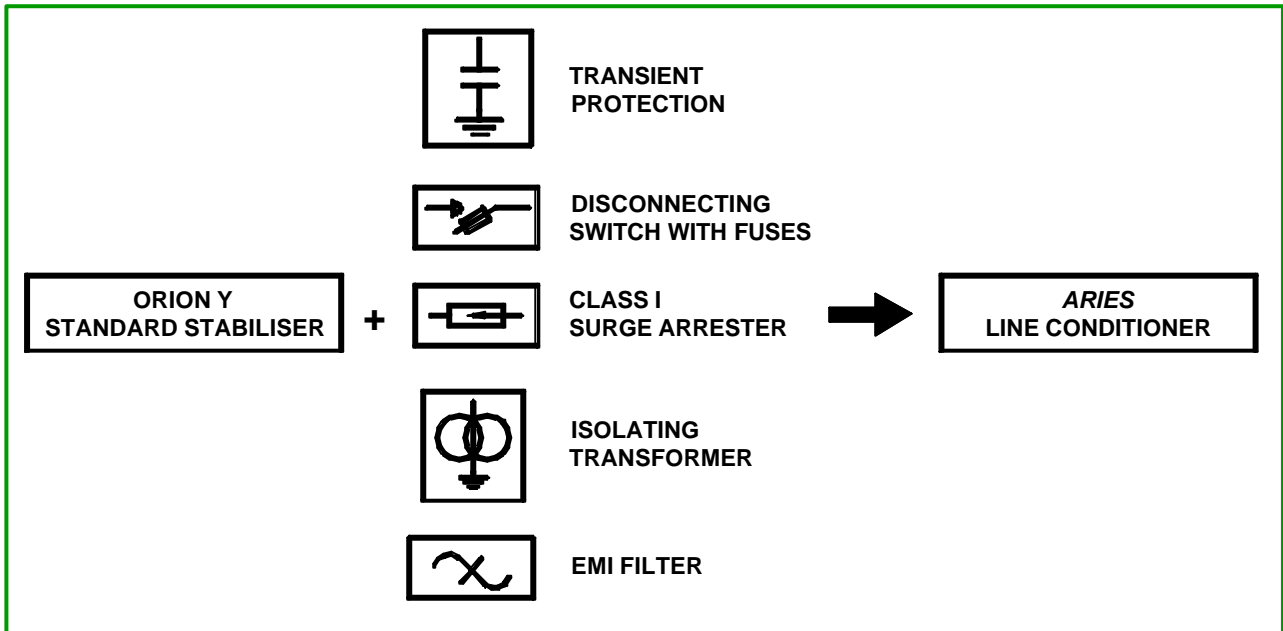 TRANSIENT
PROTECTION
DISCONNECTING
SWITCH WITH FUSES
ORION Y
STANDARD STABILISER
+
CLASS I
SURGE ARRESTER
ARIES
LINE CONDITIONER
ISOLATING
TRANSFORMER
EMI FILTER